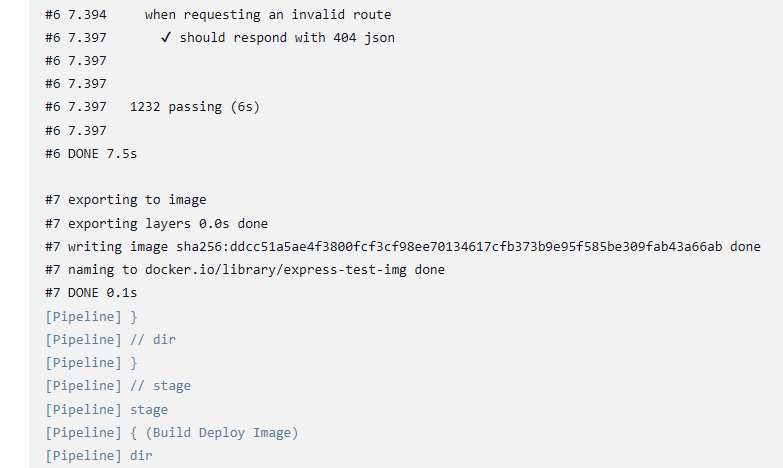 #6 7.394     when requesting an invalid route
#6 7.397       ✓ should respond with 404 json
#6 7.397
#6 7.397
#6 7.397   1232 passing (6s)
#6 7.397
#6 DONE 7.5s

#7 exporting to image
#7 exporting layers 0.0s done
#7 writing image sha256:ddcc51a5ae4f3800fcf3cf98ee70134617cfb373b9e95f585be309fab43a66ab done
#7 naming to docker.io/library/express-test-img done
#7 DONE 0.1s
[Pipeline] }
[Pipeline] // dir
[Pipeline] }
[Pipeline] // stage
[Pipeline] stage
[Pipeline] { (Build Deploy Image)
[Pipeline] dir